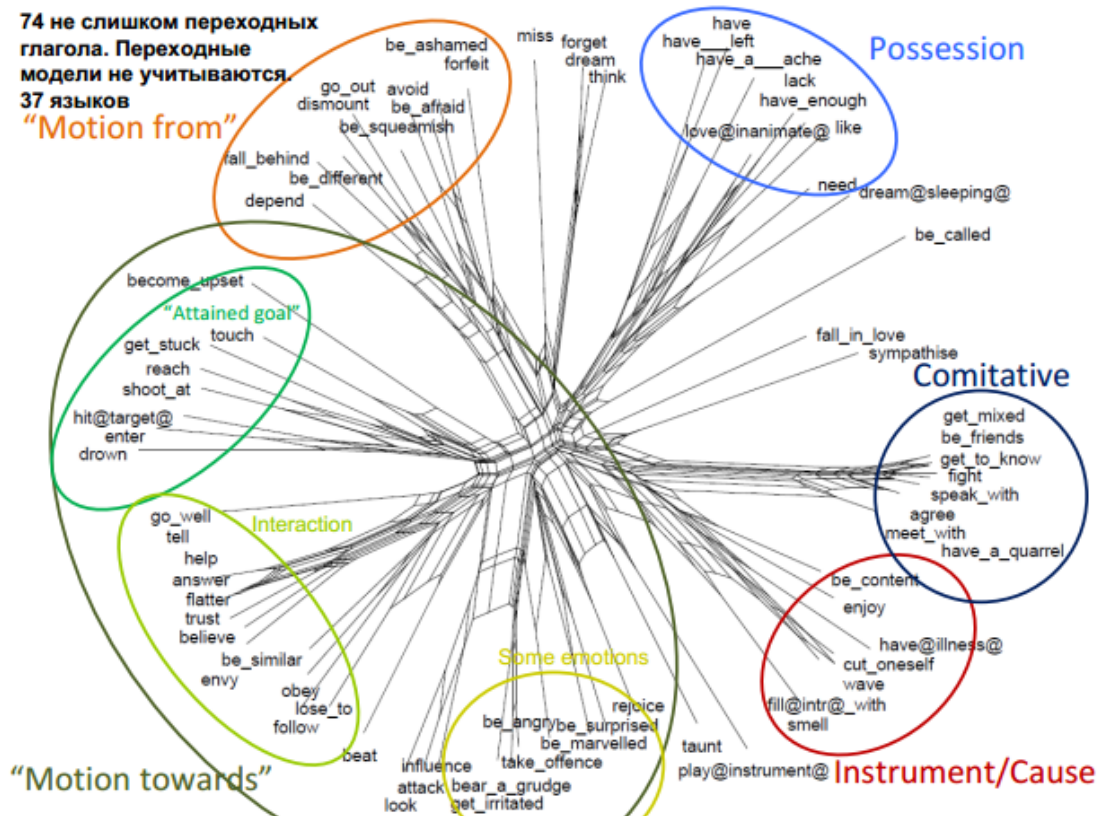 74 не слишком переходных
глагола. Переходные
модели не учитываются.
37 языков
“Motion from”
be_ashamed
forfeit
go_out
avoid
dismount
be_afraid
be_squeamish
fall_behind
be_different
depend
miss
forget
dream
think
have
have___left
have_a___ache
lack
have_enough
love@inanimate@
like
Possession
need
dream@sleeping@
be_called
fall_in_love
sympathise
Comitative
get_mixed
be_friends
get_to_know
fight
speak_with
agree
meet_with
have_a_quarrel
become_upset
“Attained goal”
touch
get_stuck
reach
shoot_at
hit@target@
enter
drown
go_well
Interaction
tell
help
answer
flatter
trust
believe
be_similar
envy
obey
lose_to
follow
beat
“Motion towards”
Some emotions
rejoice
be_angry
be_surprised
be_marvelled
take_offence
influence
attack
bear_a_grudge
look
get_irritated
taunt
play@instrument@
be_content
enjoy
have@illness@
cut_oneself
wave
fill@intr@_with
smell
Instrument/Cause